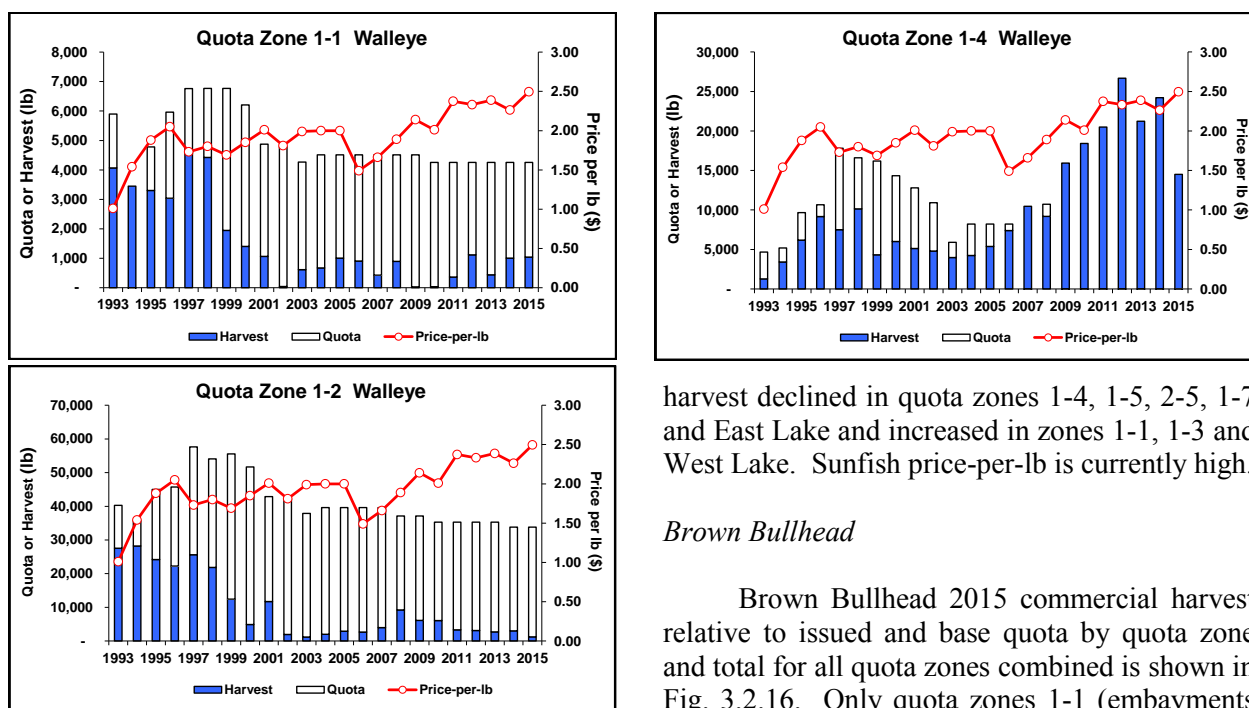 Quota Zone 1-1 Walleye
8,000
7,000
6,000
5,000
4,000
3,000
2,000
1,000
-
Quota or Harvest (lb)
3.00
2.50
2.00
1.50
1.00
0.50
0.00
Price per lb ($)
1993 1995 1997 1999 2001 2003 2005 2007 2009 2011 2013 2015
Harvest Quota Price-per-lb
Quota Zone 1-2 Walleye
70,000
60,000
50,000
40,000
30,000
20,000
10,000
-
Quota or Harvest (lb)
3.00
2.50
2.00
1.50
1.00
0.50
0.00
Price per lb ($)
1993 1995 1997 1999 2001 2003 2005 2007 2009 2011 2013 2015
Harvest Quota Price-per-lb
Quota Zone 1-4 Walleye
30,000
25,000
20,000
15,000
10,000
5,000
-
Quota or Harvest (lb)
3.00
2.50
2.00
1.50
1.00
0.50
0.00
Price per lb ($)
1993 1995 1997 1999 2001 2003 2005 2007 2009 2011 2013 2015
Harvest Quota Price-per-lb
harvest declined in quota zones 1-4, 1-5, 2-5, 1-7
and East Lake and increased in zones 1-1, 1-3 and
West Lake. Sunfish price-per-lb is currently high.
Brown Bullhead
Brown Bullhead 2015 commercial harvest
relative to issued and base quota by quota zone
and total for all quota zones combined is shown in
Fig. 3.2.16. Only quota zones 1-1 (embayments